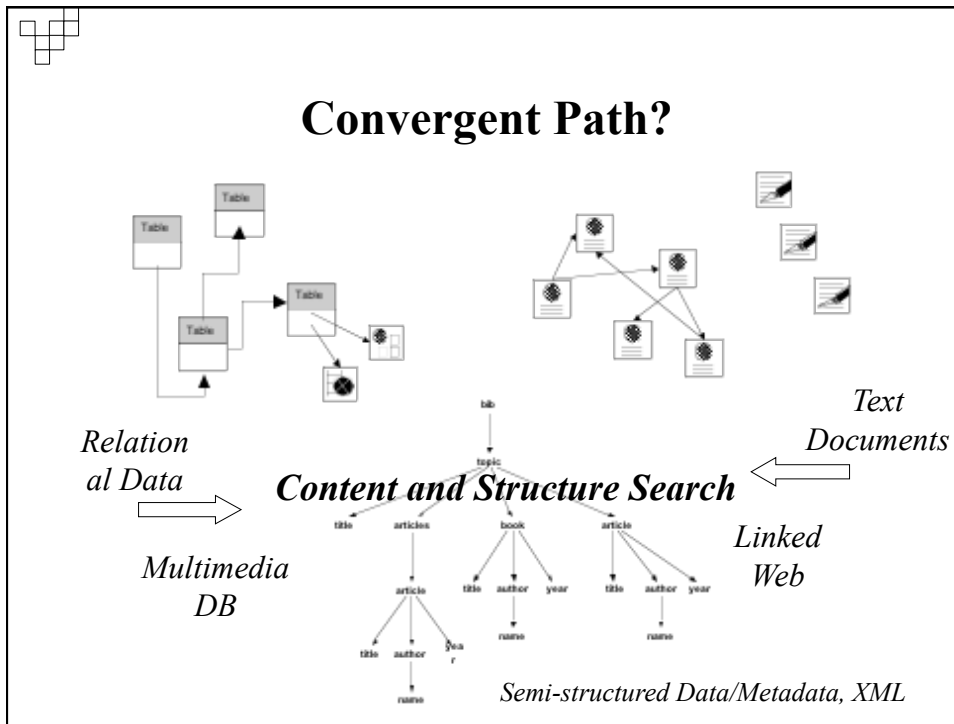 Convergent Path?
Table
Table
Table
Table
bib
Text
Documents
Relation
al Data
topic
Content and Structure Search
title articles book article
Linked
Web
Multimedia
DB
title author year title author year
article
name name
title author yea
r
name
Semi-structured Data/Metadata, XML